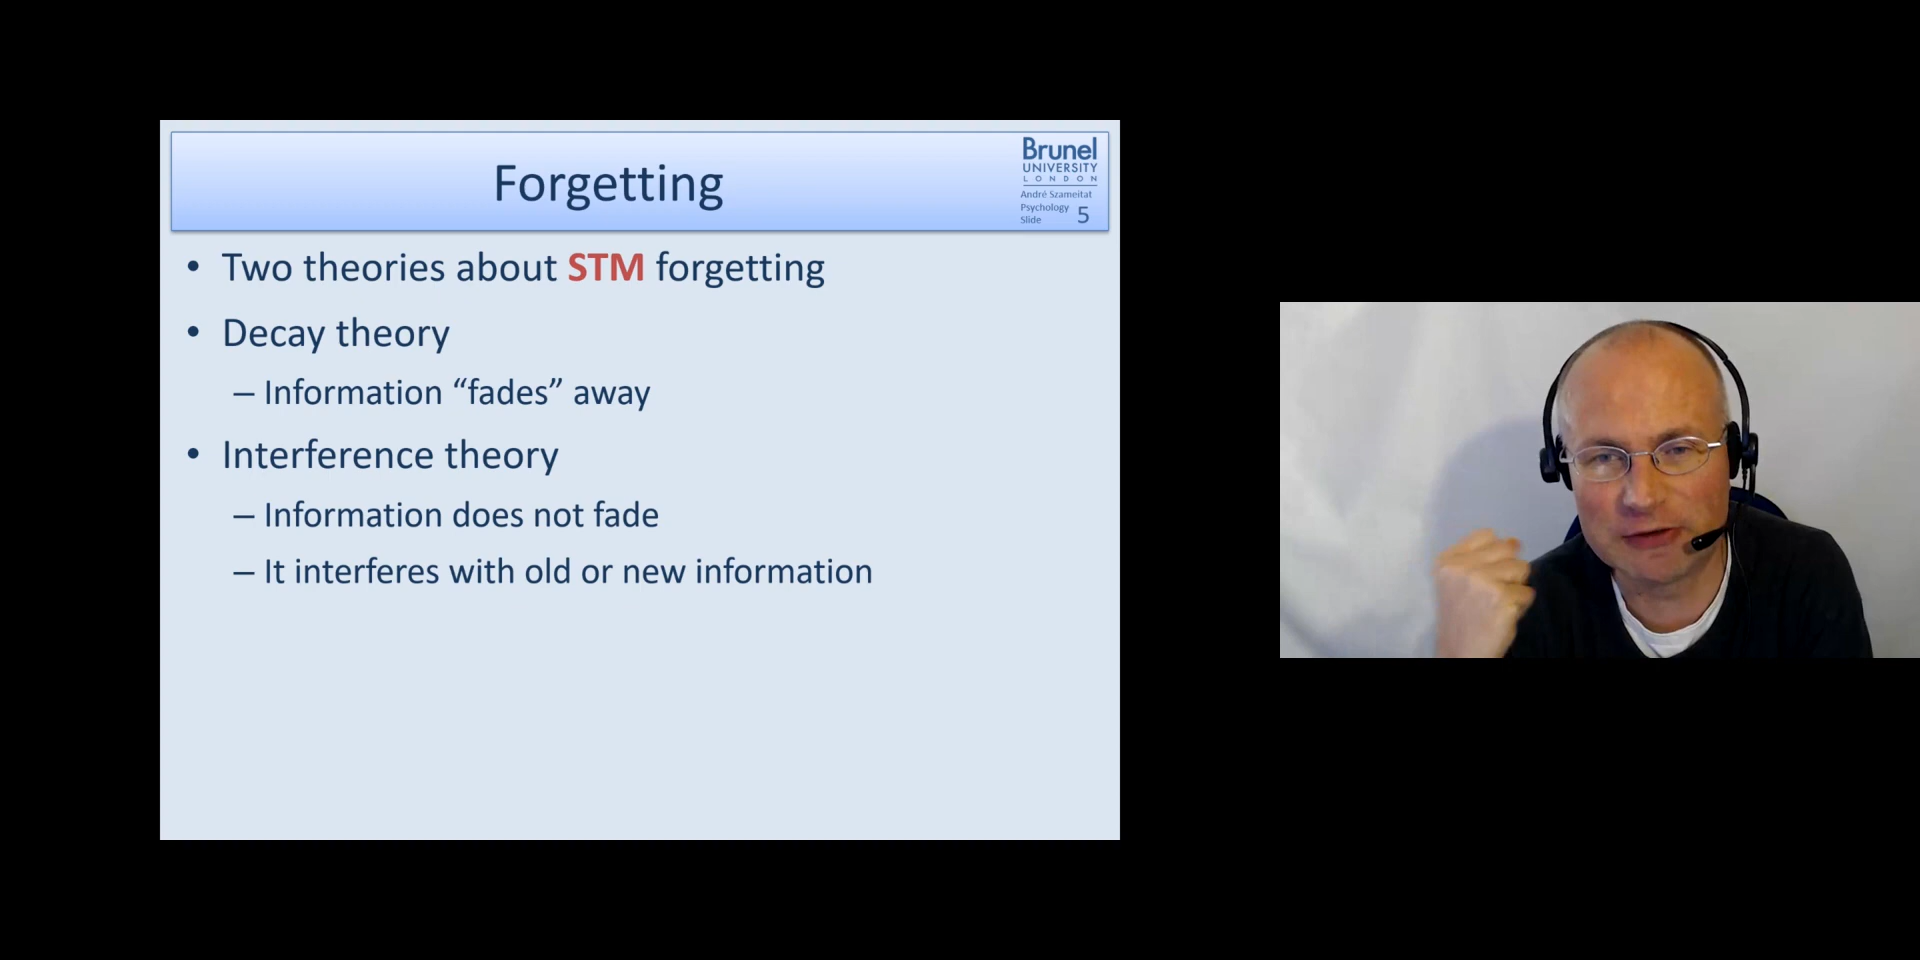 Forgetting
Brunel
UNIVERSITY
LONDON
André Szameitat
Psychology
Slide 5
• Two theories about STM forgetting
• Decay theory
– Information “fades” away
• Interference theory
– Information does not fade
– It interferes with old or new information